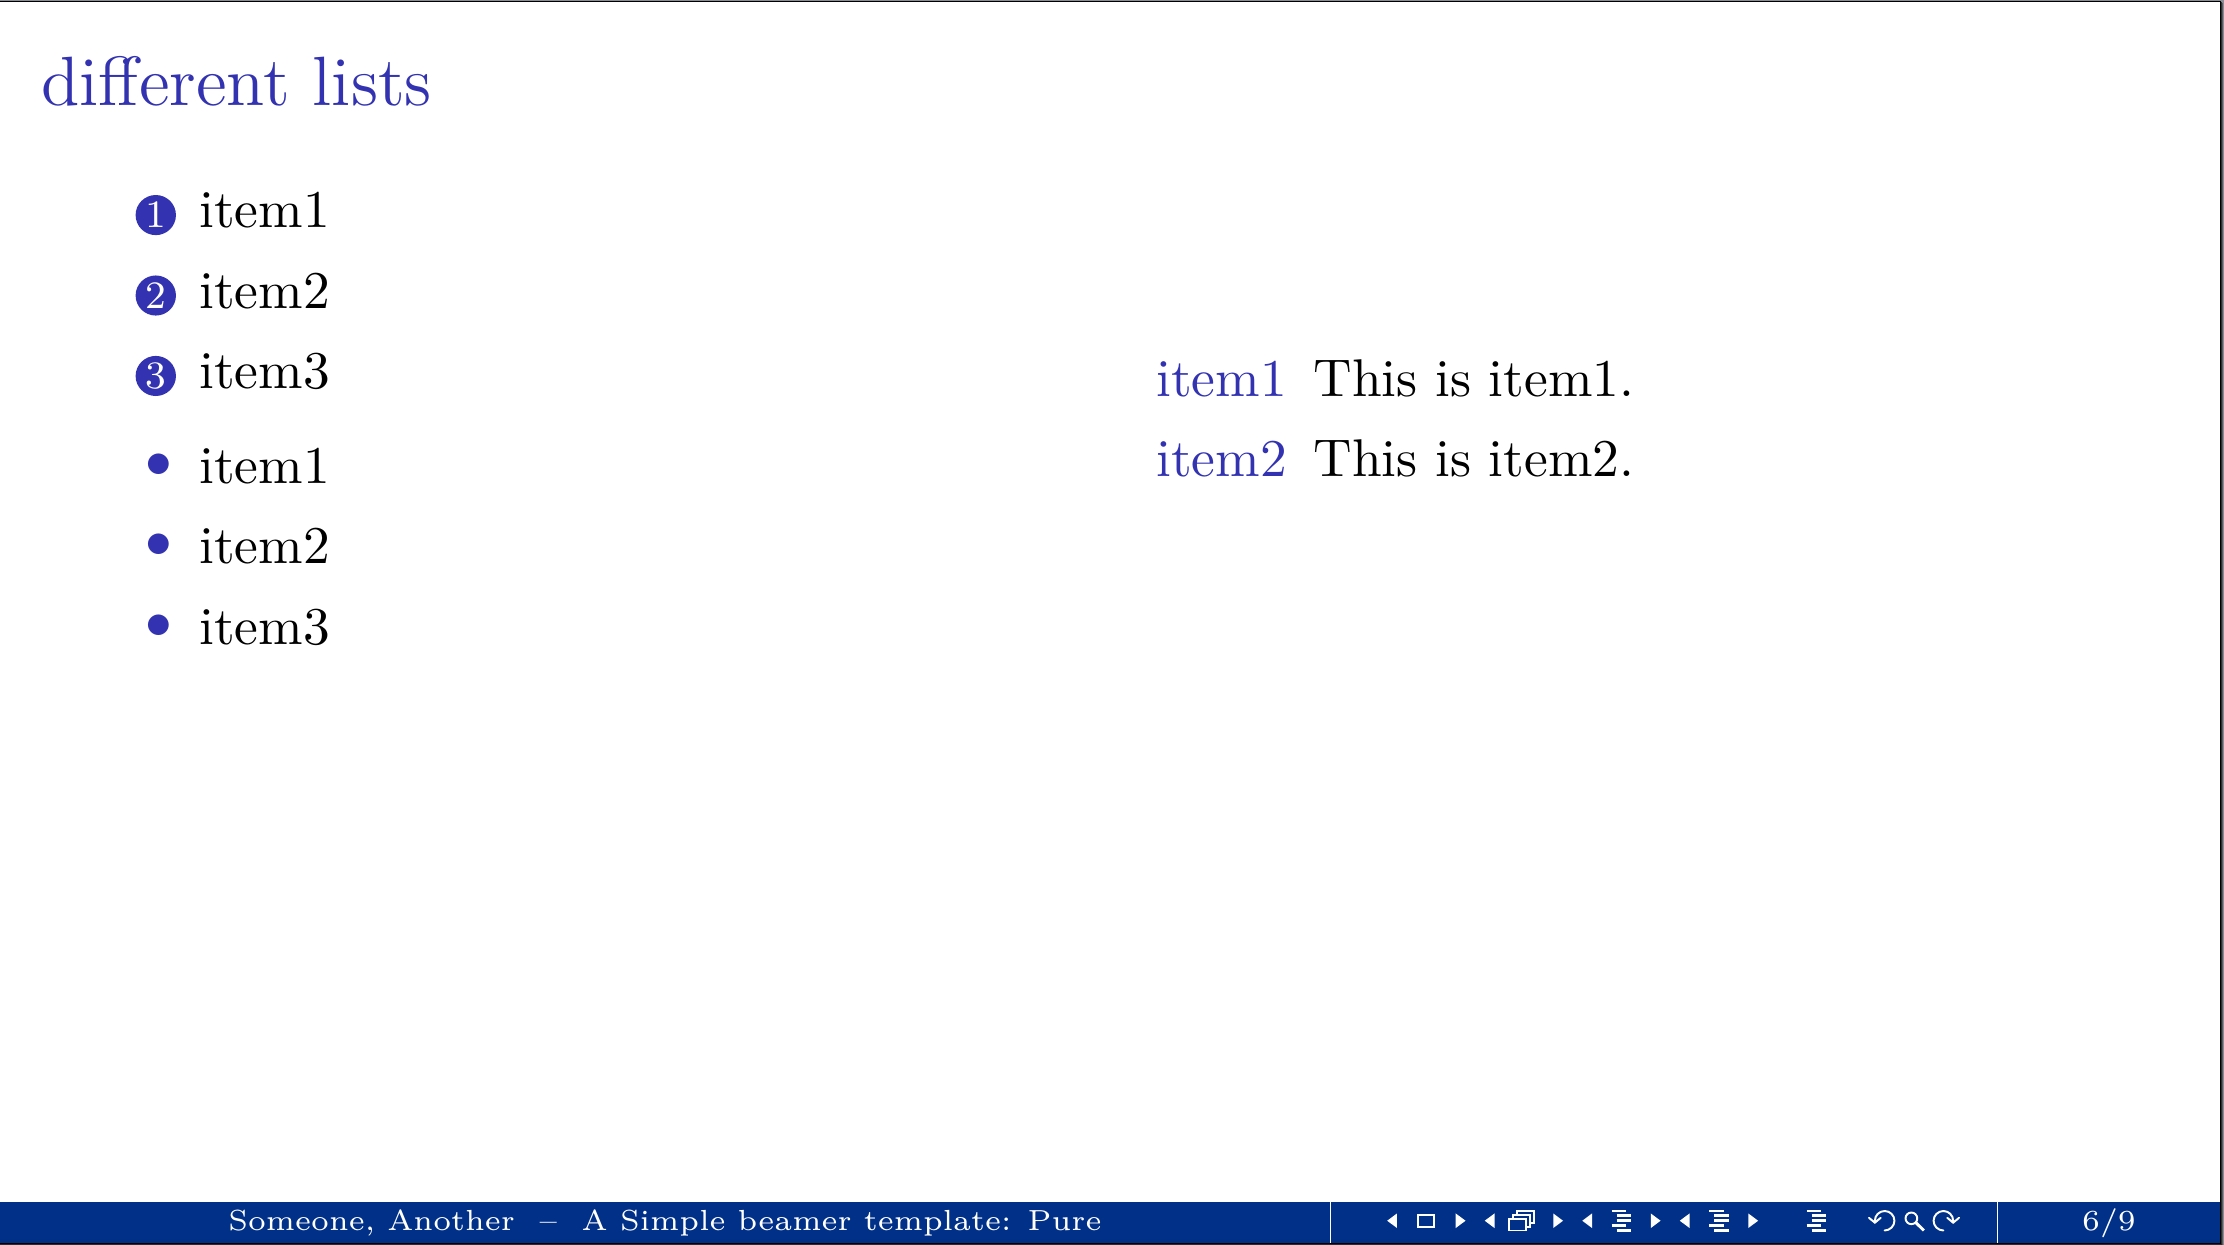 different lists
1 item1
2 item2
3 item3
• item1
• item2
• item3
item1 This is item1.
item2 This is item2.
Someone, Another – A Simple beamer template: Pure
6/9